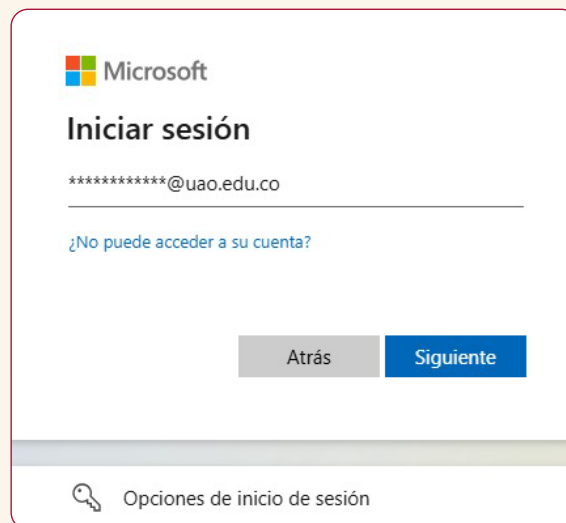 Microsoft
Iniciar sesión
************@uao.edu.co
¿No puede acceder a su cuenta?
Atrás
Siguiente
Opciones de inicio de sesión